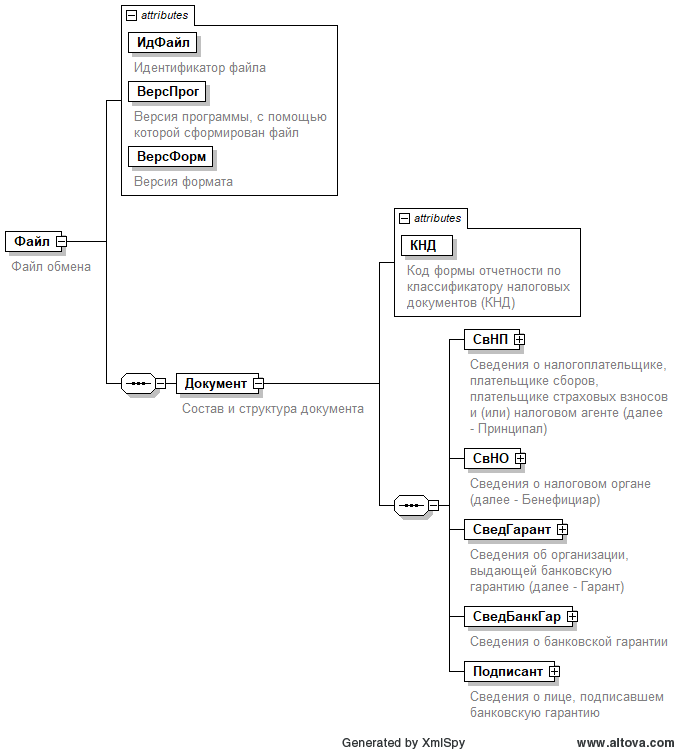 attributes
ИдФайл
Идентификатор файла
ВерсПрог
Версия программы, с помощью
которой сформирован файл
ВерсФорм
Версия формата
Файл
Файл обмена
Документ
Состав и структура документа
attributes
КНД
Код формы отчетности по
классификатору налоговых
документов (КНД)
СвНП
Сведения о налогоплательщике,
плательщике сборов,
плательщике страховых взносов
и (или) налоговом агенте (далее
- Принципал)
СвНО
Сведения о налоговом органе
(далее - Бенефициар)
СведГарант
Сведения об организации,
выдающей банковскую
гарантию (далее - Гарант)
СведБанкГар
Сведения о банковской гарантии
Подписант
Сведения о лице, подписавшем
банковскую гарантию
Generated by XmlSpy www.altova.com